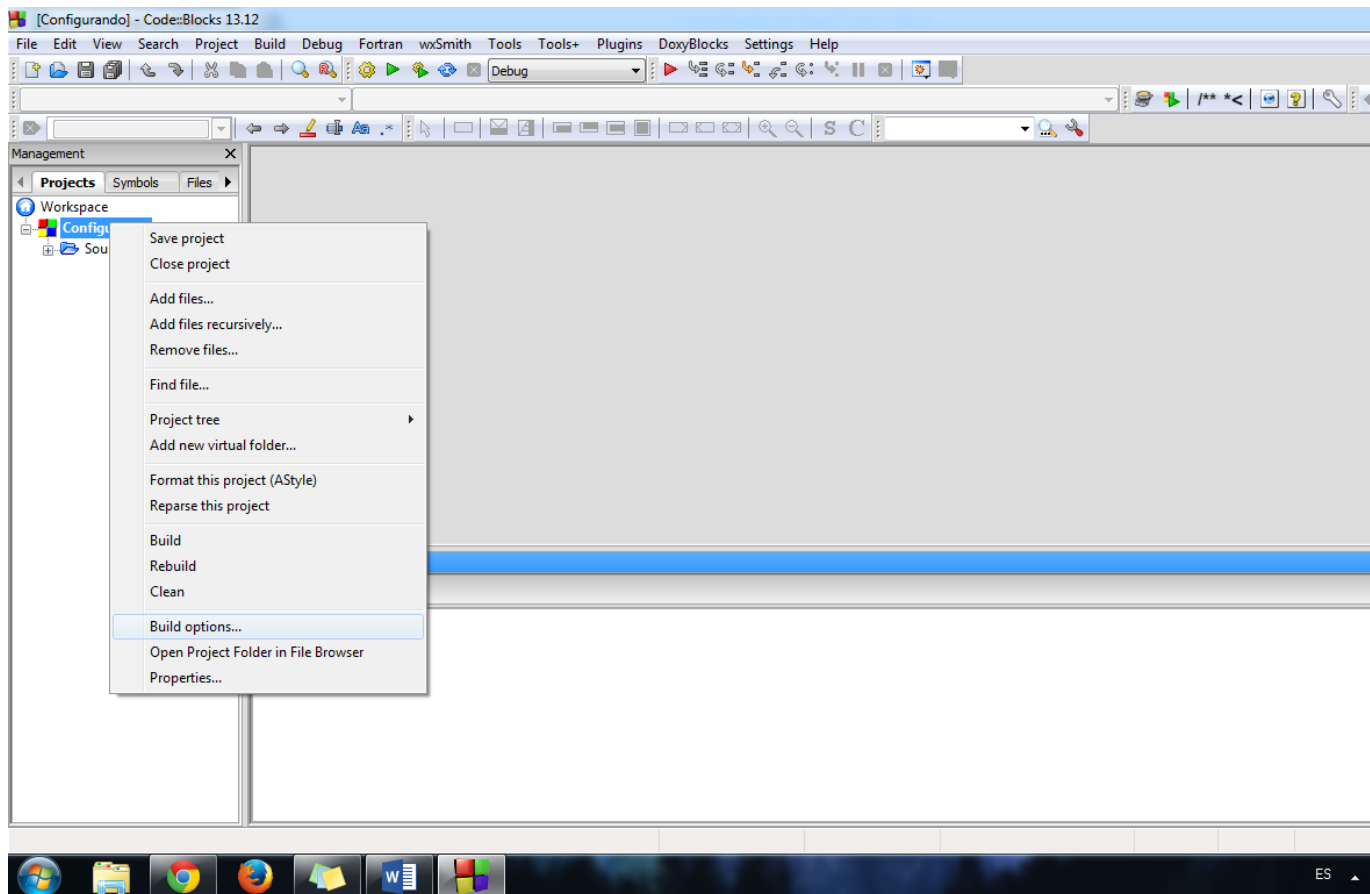 [Configurando] - Code::Blocks 13.12
File Edit View Search Project Build Debug Fortran wxSmith Tools Tools+ Plugins DoxyBlocks Settings Help
Debug
/** *<
S C
Management
Projects Symbols Files
Workspace
Configu
Sou
Save project
Close project
Add files...
Add files recursively...
Remove files...
Find file...
Project tree
Add new virtual folder...
Format this project (AStyle)
Reparse this project
Build
Rebuild
Clean
Build options...
Open Project Folder in File Browser
Properties...
ES